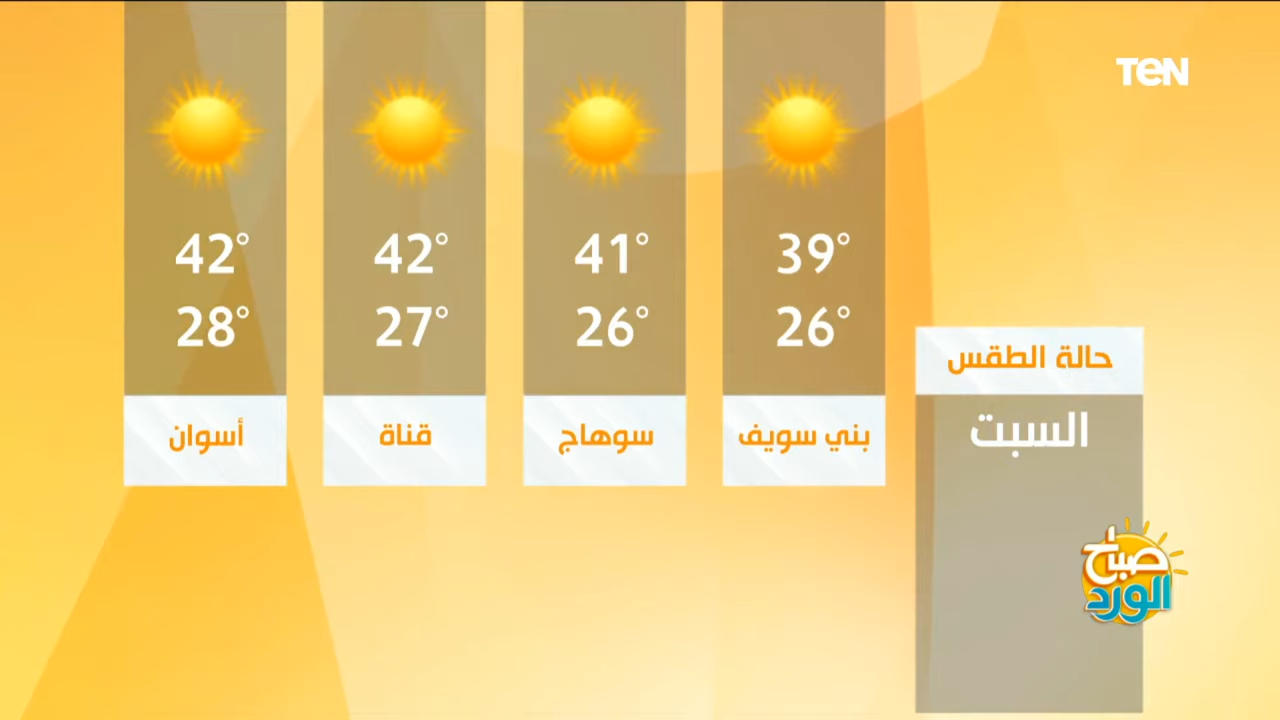 TEN
حالة الطقس
السبت
39°
26°
بني سويف
41°
26°
سوهاج
42°
27°
قناة
42°
28°
أسوان
صباح
الورد